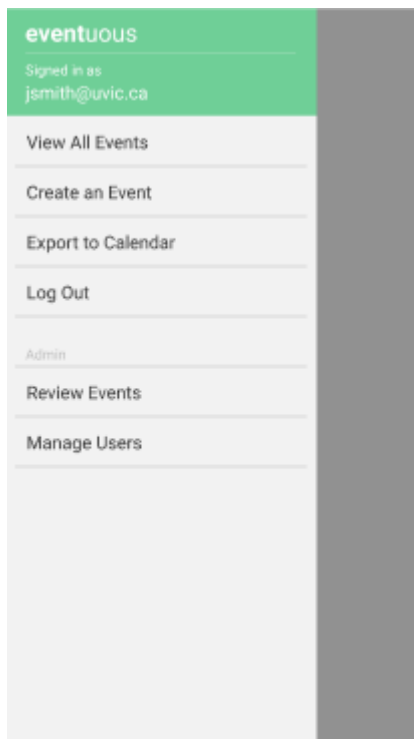 eventuous
Signed in as
jsmith@uvic.ca
View All Events
Create an Event
Export to Calendar
Log Out
Admin
Review Events
Manage Users